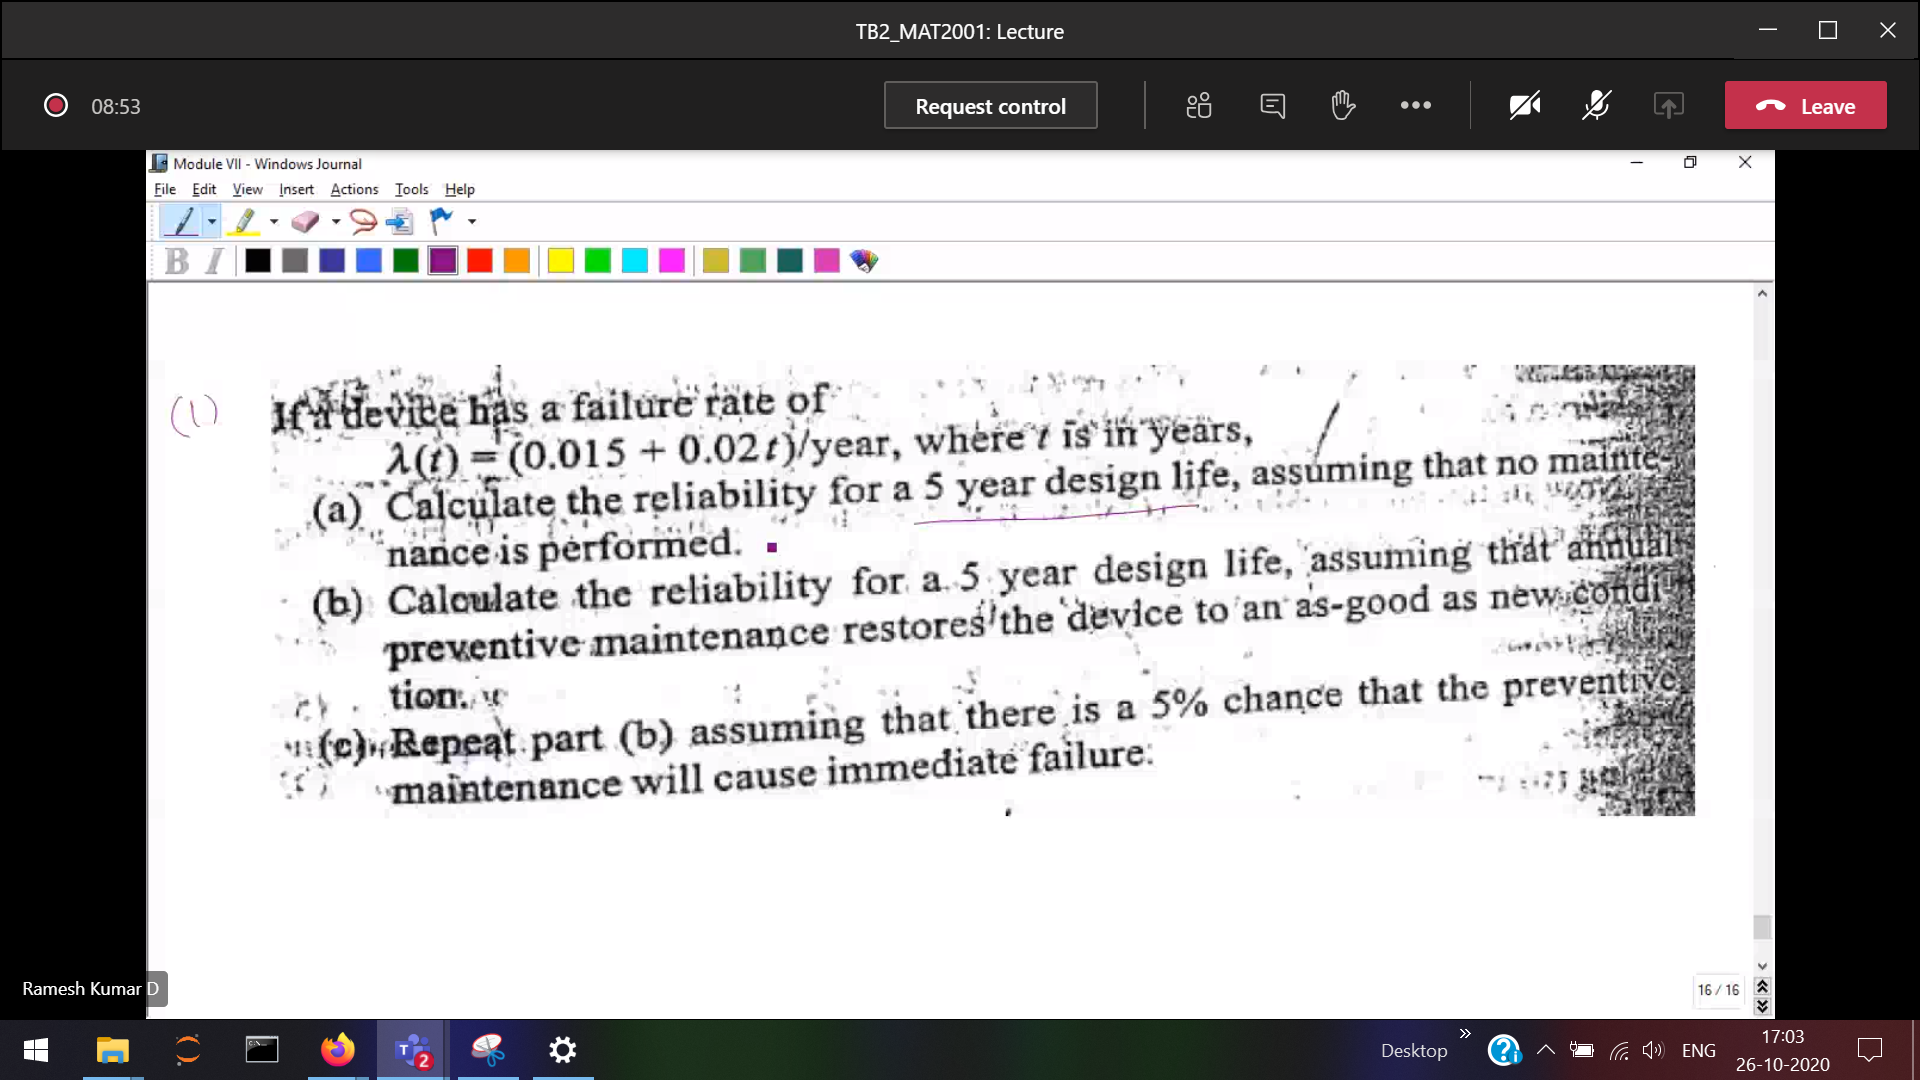 TB2_MAT2001: Lecture
08:53
Request control
Leave
Module VII - Windows Journal
File Edit View Insert Actions Tools Help
B I
(1)
If a device has a failure rate of
λ(t) = (0.015 + 0.02t)/year, where t is in years,
(a) Calculate the reliability for a 5 year design life, assuming that no mainte-
nance is performed.
(b) Calculate the reliability for a 5 year design life, assuming that annual
preventive maintenance restores the device to an as-good as new condi
tion.
(c) Repeat part (b) assuming that there is a 5% chance that the preventive
maintenance will cause immediate failure.
Ramesh Kumar D
16 / 16
2
Desktop
ENG
17:03
26-10-2020